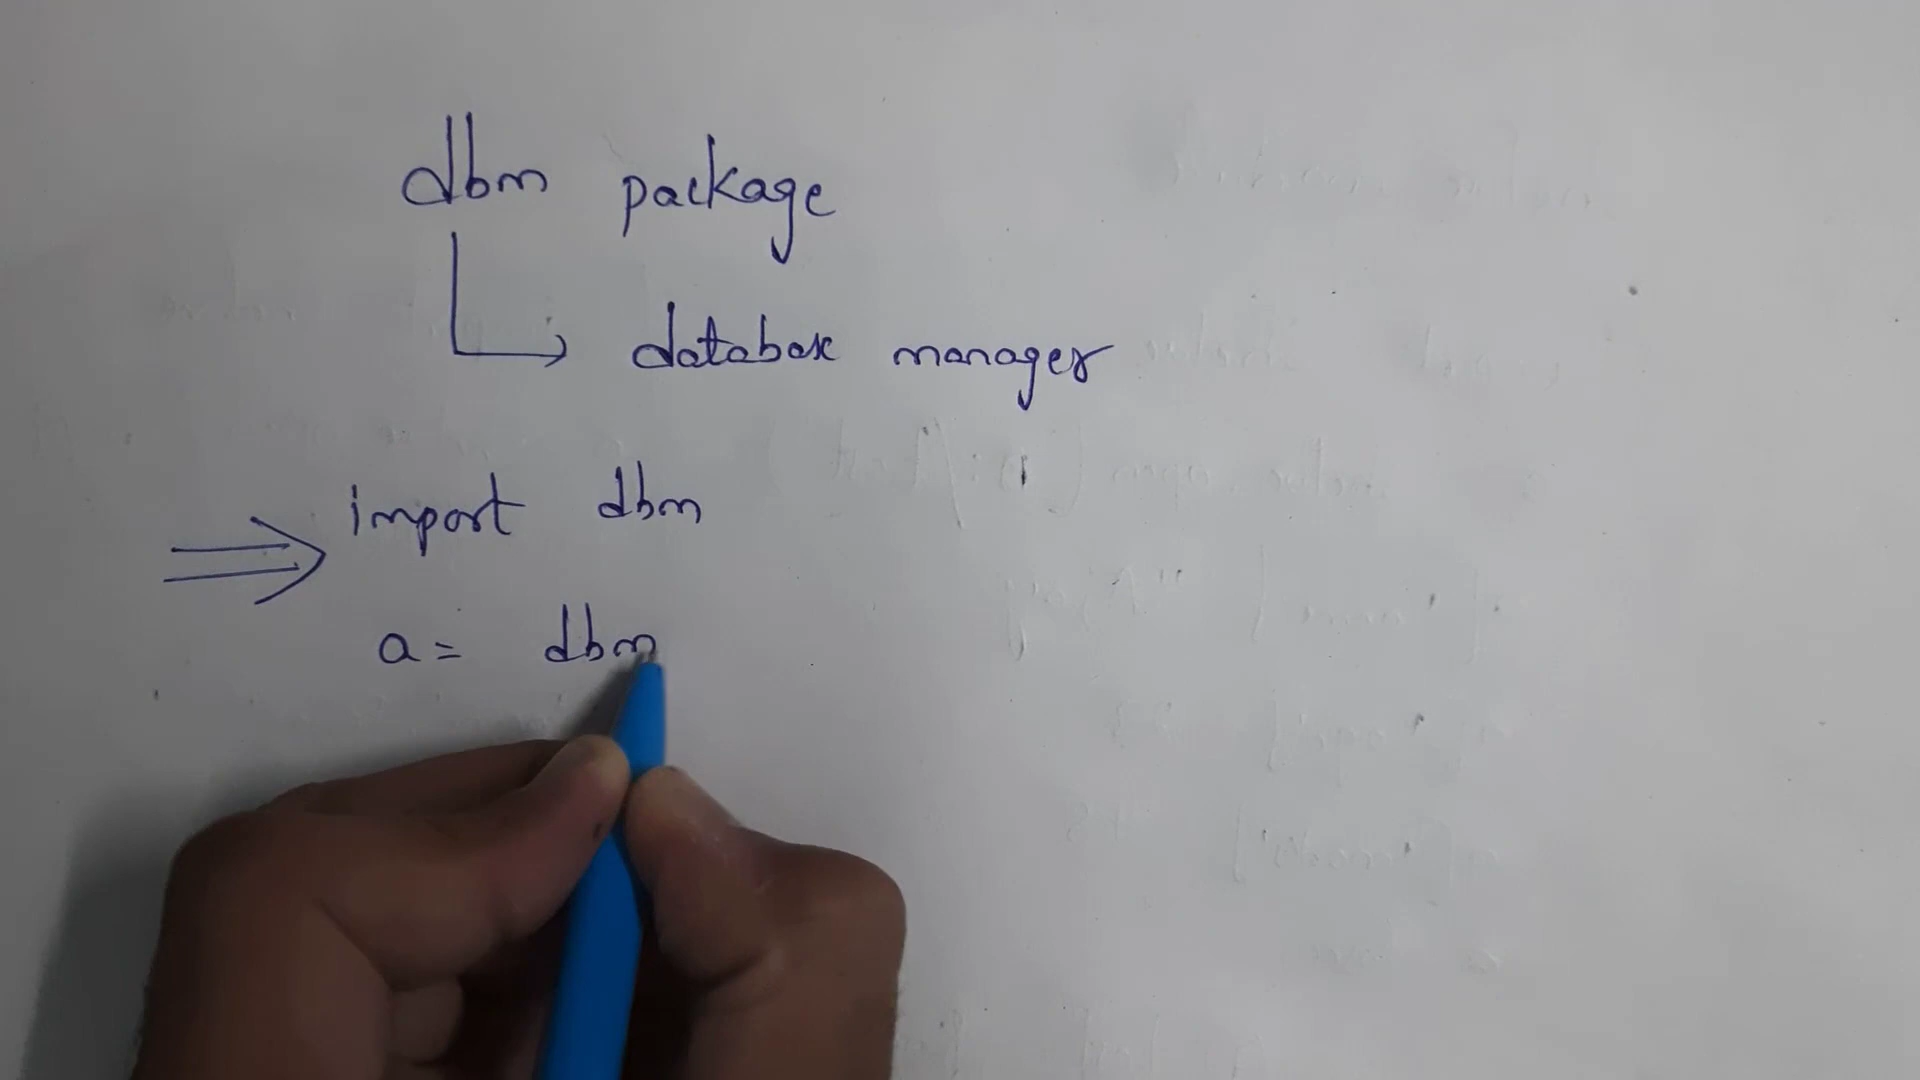 dbm package
database manager
import dbm
a = dbm